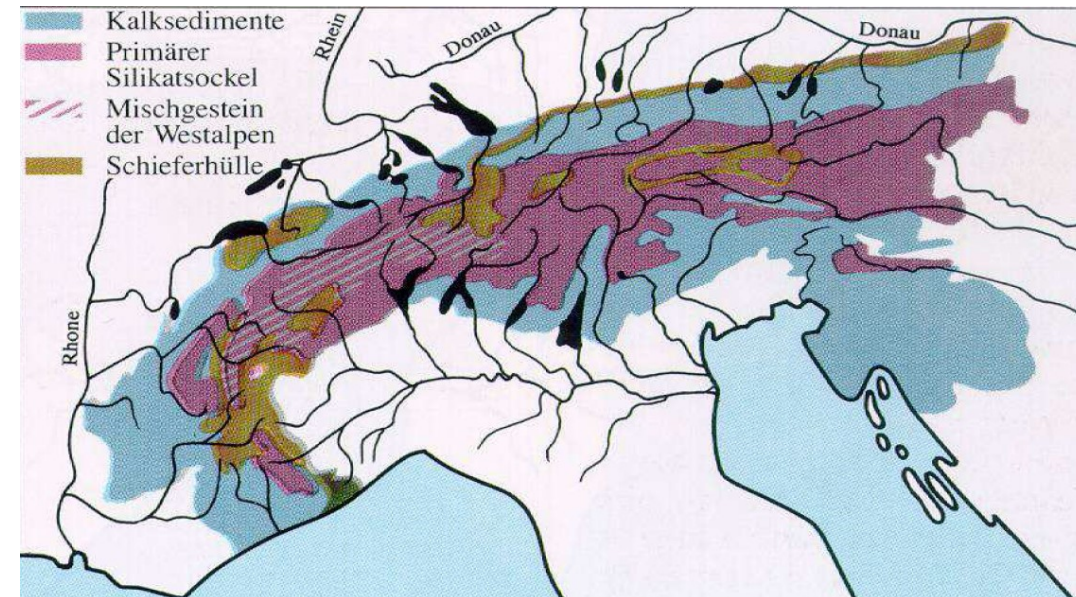 Kalksedimente
Primärer
Silikatsockel
Mischgestein
der Westalpen
Schieferhülle
Rhein
Donau
Donau
Rhone